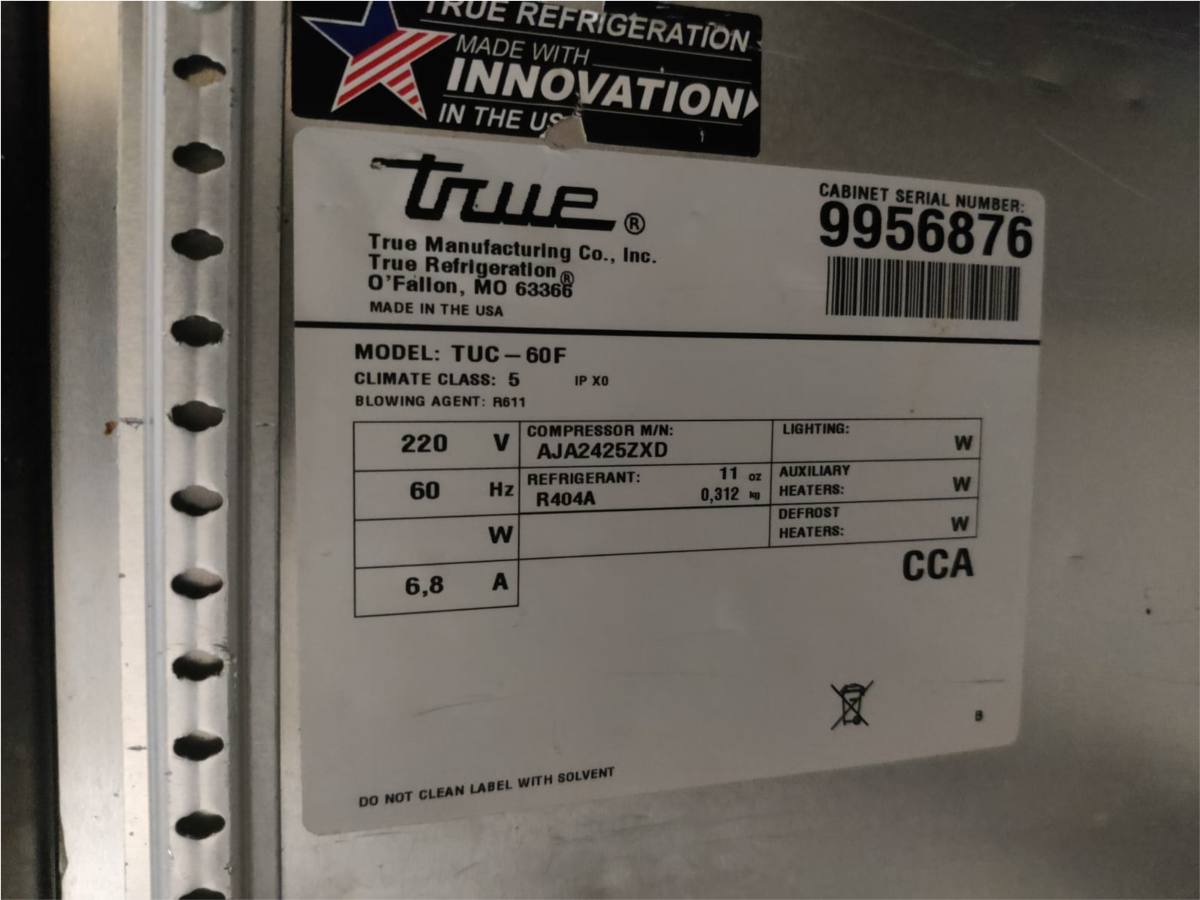 TRUE REFRIGERATION
MADE WITH
INNOVATION
IN THE US
true ®
True Manufacturing Co., Inc.
True Refrigeration®
O'Fallon, MO 63366
MADE IN THE USA
CABINET SERIAL NUMBER:
9956876
MODEL: TUC-60F
CLIMATE CLASS: 5 IP X0
BLOWING AGENT: R611
220 V
60 Hz
W
6,8 A
COMPRESSOR M/N:
AJA2425ZXD
REFRIGERANT: 11 oz
R404A 0,312 kg
LIGHTING: W
AUXILIARY
HEATERS: W
DEFROST
HEATERS: W
CCA
B
DO NOT CLEAN LABEL WITH SOLVENT